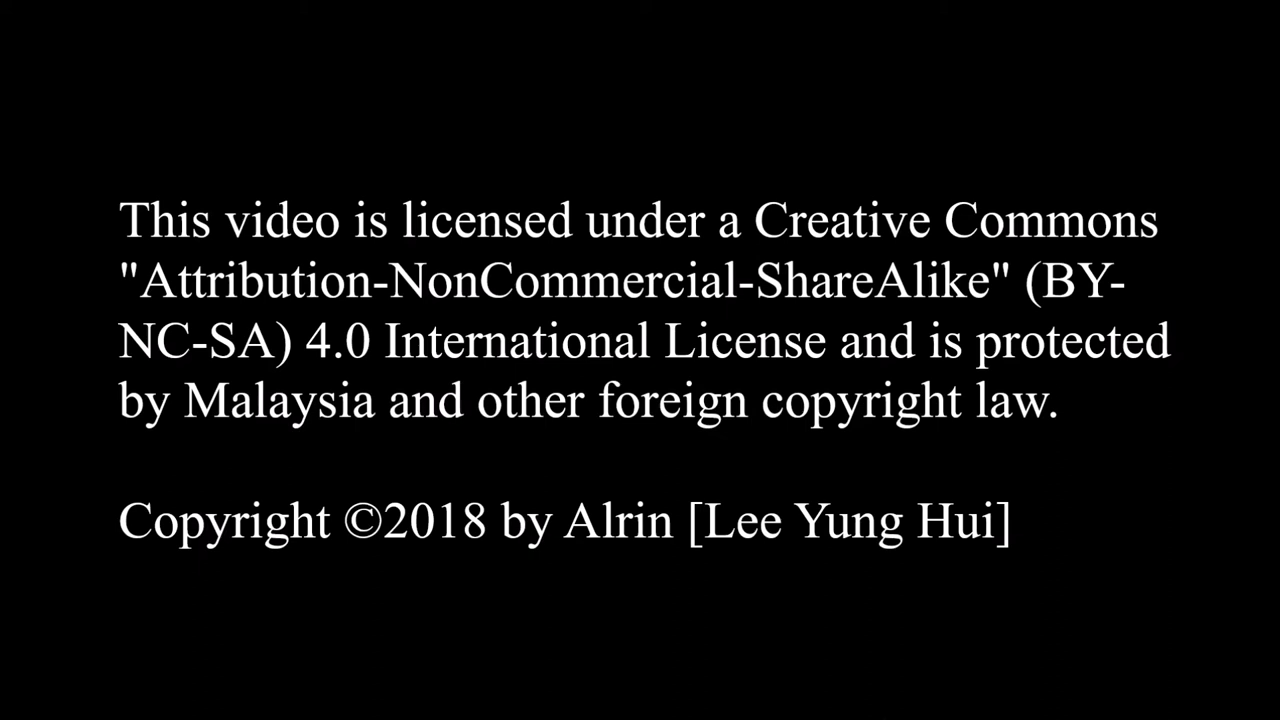 This video is licensed under a Creative Commons
"Attribution-NonCommercial-ShareAlike" (BY-
NC-SA) 4.0 International License and is protected
by Malaysia and other foreign copyright law.
Copyright ©2018 by Alrin [Lee Yung Hui]